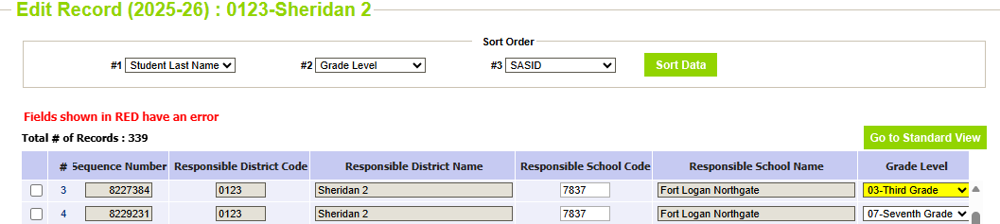 Edit Record (2025-26) : 0123-Sheridan 2
Sort Order
#1 Student Last Name #2 Grade Level #3 SASID Sort Data
Fields shown in RED have an error
Total # of Records : 339 Go to Standard View
# Sequence Number Responsible District Code Responsible District Name Responsible School Code Responsible School Name Grade Level
3 8227384 0123 Sheridan 2 7837 Fort Logan Northgate 03-Third Grade
4 8229231 0123 Sheridan 2 7837 Fort Logan Northgate 07-Seventh Grade